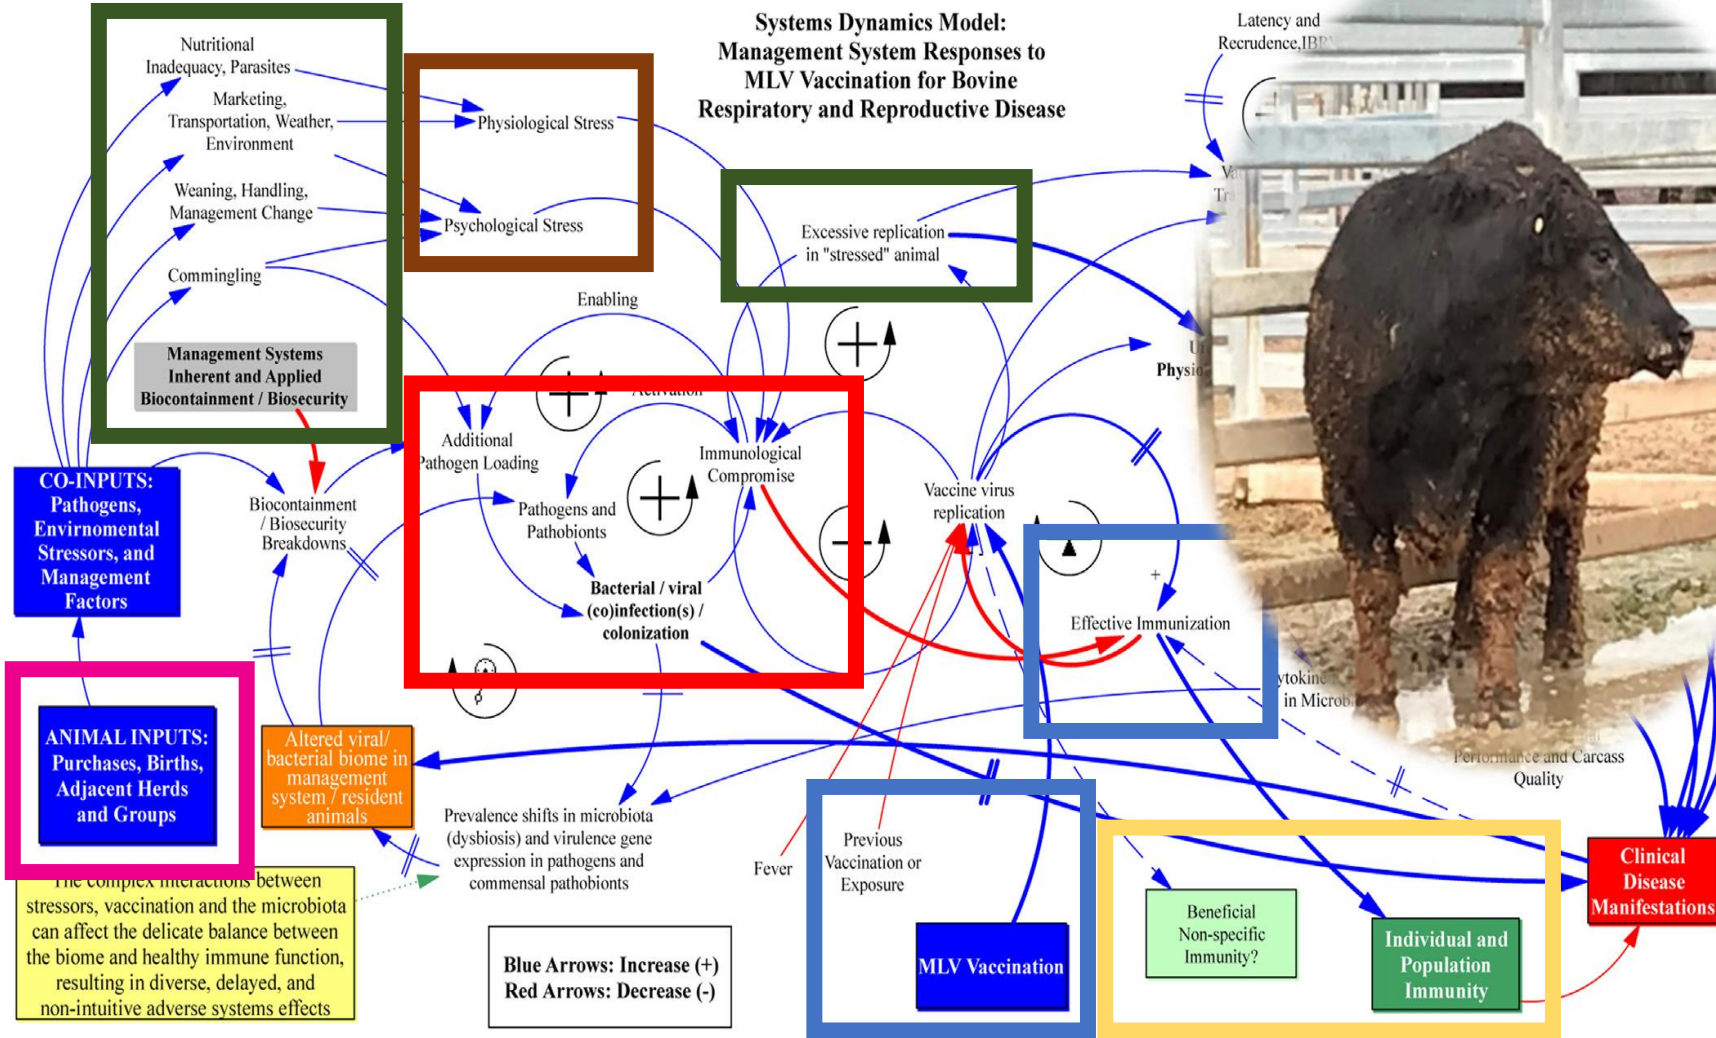 Systems Dynamics Model:
Management System Responses to
MLV Vaccination for Bovine
Respiratory and Reproductive Disease
Latency and
Recrudence,
Nutritional
Inadequacy, Parasites
Marketing,
Transportation, Weather,
Environment
Weaning, Handling,
Management Change
Commingling
Management Systems
Inherent and Applied
Biocontainment / Biosecurity
Physiological Stress
Psychological Stress
Excessive replication
in "stressed" animal
Enabling
Additional
Pathogen Loading
Immunological
Compromise
Pathogens and
Pathobionts
Bacterial / viral
(co)infection(s) /
colonization
Vaccine virus
replication
+
Effective Immunization
CO-INPUTS:
Pathogens,
Envirnomental
Stressors, and
Management
Factors
Biocontainment
/ Biosecurity
Breakdowns
ANIMAL INPUTS:
Purchases, Births,
Adjacent Herds
and Groups
Altered viral/
bacterial biome in
management
system / resident
animals
Prevalence shifts in microbiota
(dysbiosis) and virulence gene
expression in pathogens and
commensal pathobionts
Fever
Previous
Vaccination or
Exposure
MLV Vaccination
in
Performance and Carcass
Quality
Beneficial
Non-specific
Immunity?
Individual and
Population
Immunity
Clinical
Disease
Manifestations
The complex interactions between
stressors, vaccination and the microbiota
can affect the delicate balance between
the biome and healthy immune function,
resulting in diverse, delayed, and
non-intuitive adverse systems effects
Blue Arrows: Increase (+)
Red Arrows: Decrease (-)